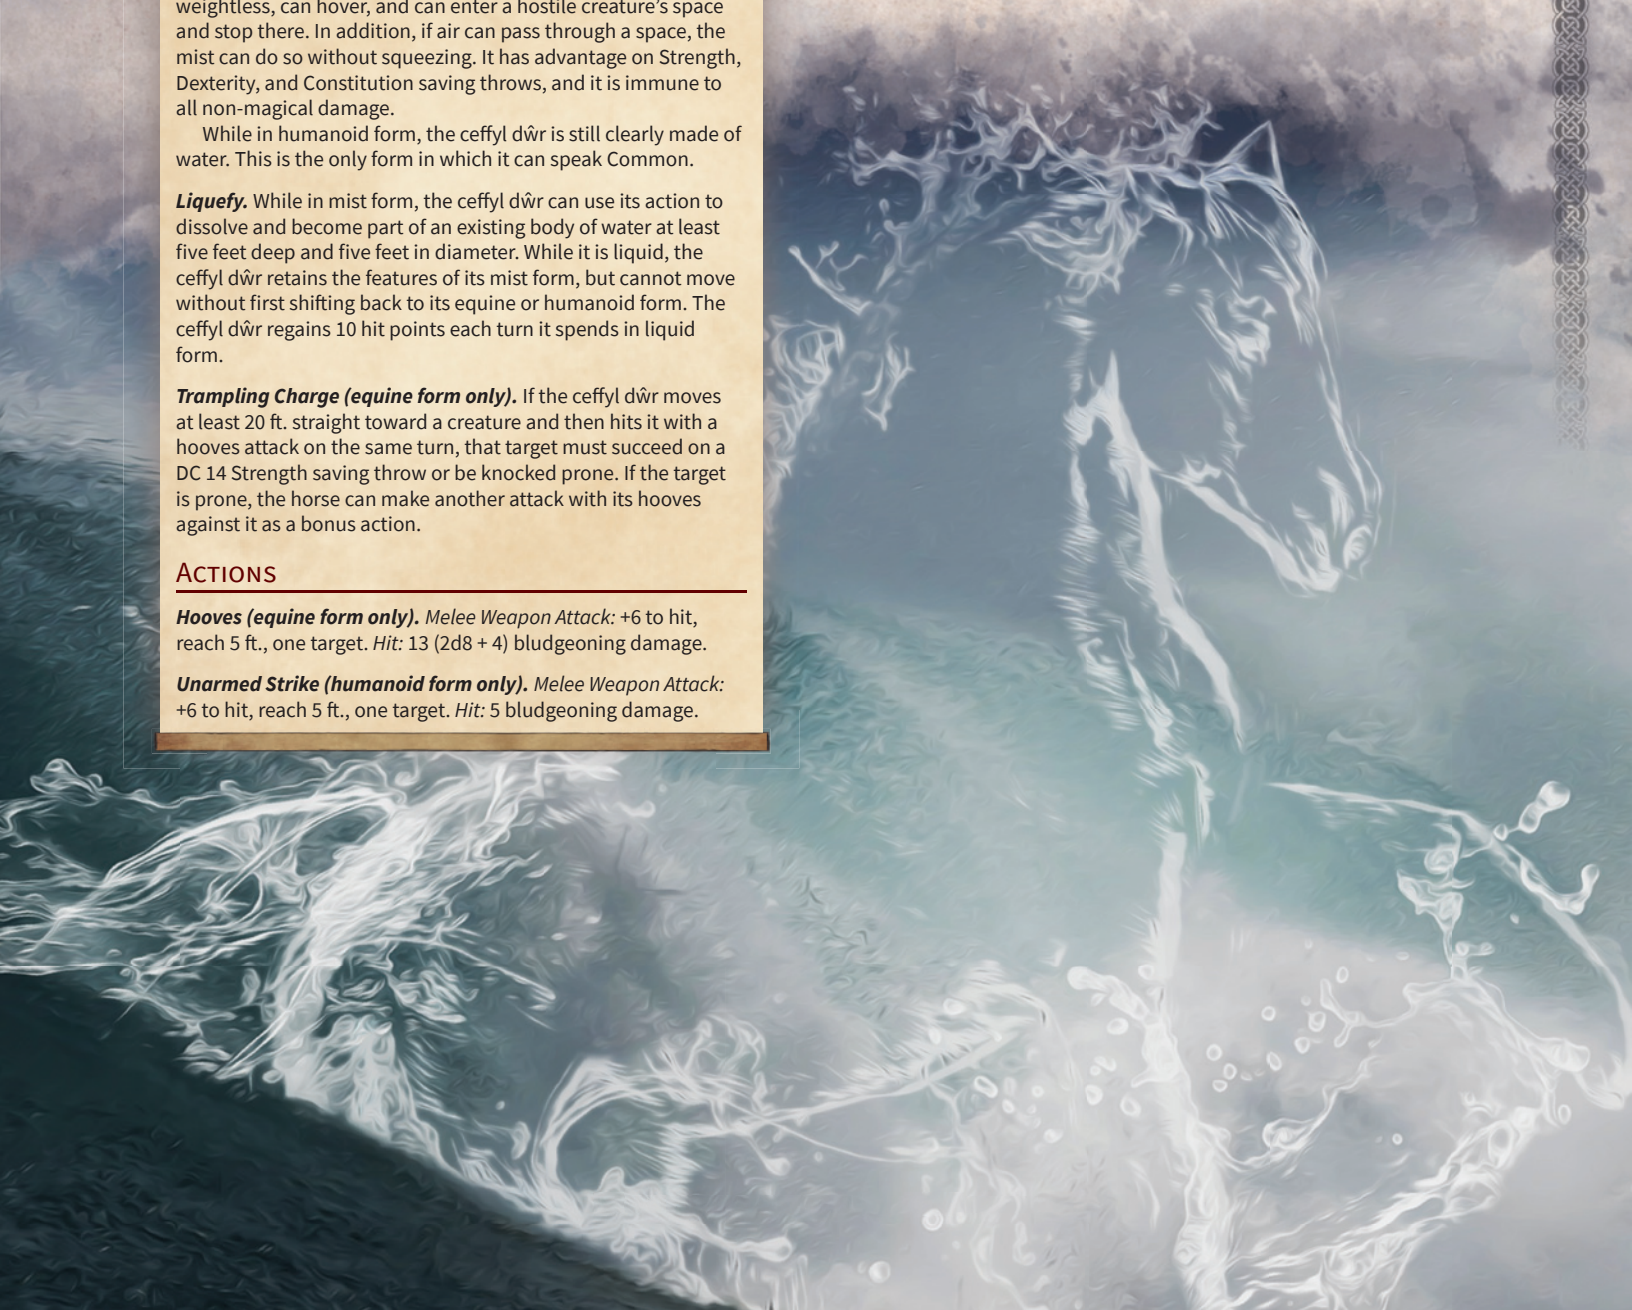 weightless, can hover, and can enter a hostile creature’s space
and stop there. In addition, if air can pass through a space, the
mist can do so without squeezing. It has advantage on Strength,
Dexterity, and Constitution saving throws, and it is immune to
all non-magical damage.
While in humanoid form, the ceffyl dŵr is still clearly made of
water. This is the only form in which it can speak Common.
Liquefy. While in mist form, the ceffyl dŵr can use its action to
dissolve and become part of an existing body of water at least
five feet deep and five feet in diameter. While it is liquid, the
ceffyl dŵr retains the features of its mist form, but cannot move
without first shifting back to its equine or humanoid form. The
ceffyl dŵr regains 10 hit points each turn it spends in liquid
form.
Trampling Charge (equine form only). If the ceffyl dŵr moves
at least 20 ft. straight toward a creature and then hits it with a
hooves attack on the same turn, that target must succeed on a
DC 14 Strength saving throw or be knocked prone. If the target
is prone, the horse can make another attack with its hooves
against it as a bonus action.
Actions
Hooves (equine form only). Melee Weapon Attack: +6 to hit,
reach 5 ft., one target. Hit: 13 (2d8 + 4) bludgeoning damage.
Unarmed Strike (humanoid form only). Melee Weapon Attack:
+6 to hit, reach 5 ft., one target. Hit: 5 bludgeoning damage.